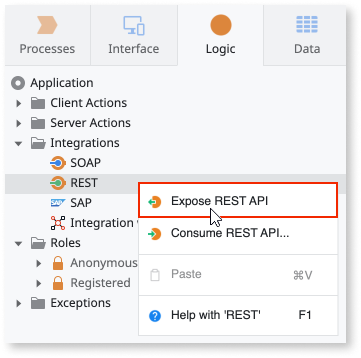 Processes Interface Logic Data
Application
Client Actions
Server Actions
Integrations
SOAP
REST
Expose REST API
SAP
Integration
Consume REST API...
Roles
Anonymous
Paste ⌘V
Registered
Exceptions
Help with 'REST' F1